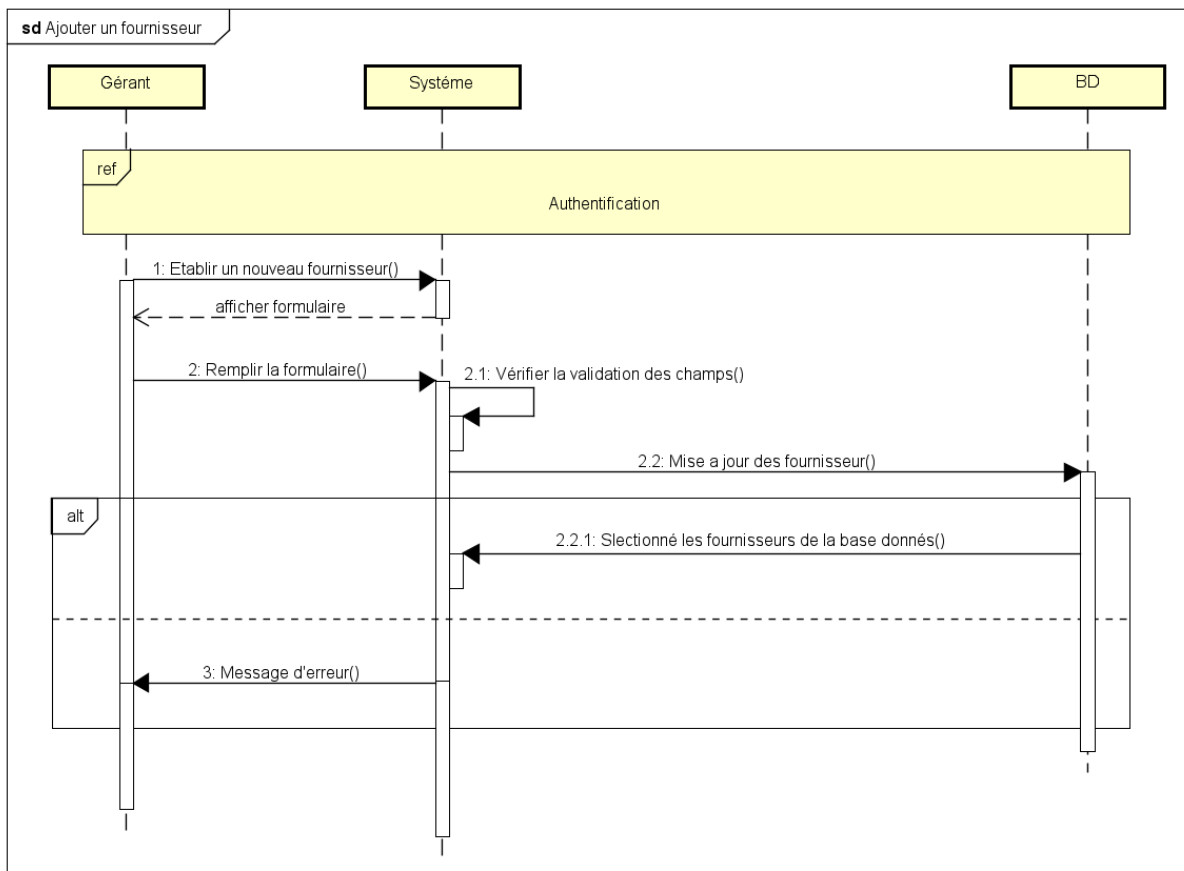 sd Ajouter un fournisseur
Gérant
Systéme
BD
ref
Authentification
1: Etablir un nouveau fournisseur()
afficher formulaire
2: Remplir la formulaire()
2.1: Vérifier la validation des champs()
2.2: Mise a jour des fournisseur()
alt
2.2.1: Slectionné les fournisseurs de la base donnés()
3: Message d'erreur()